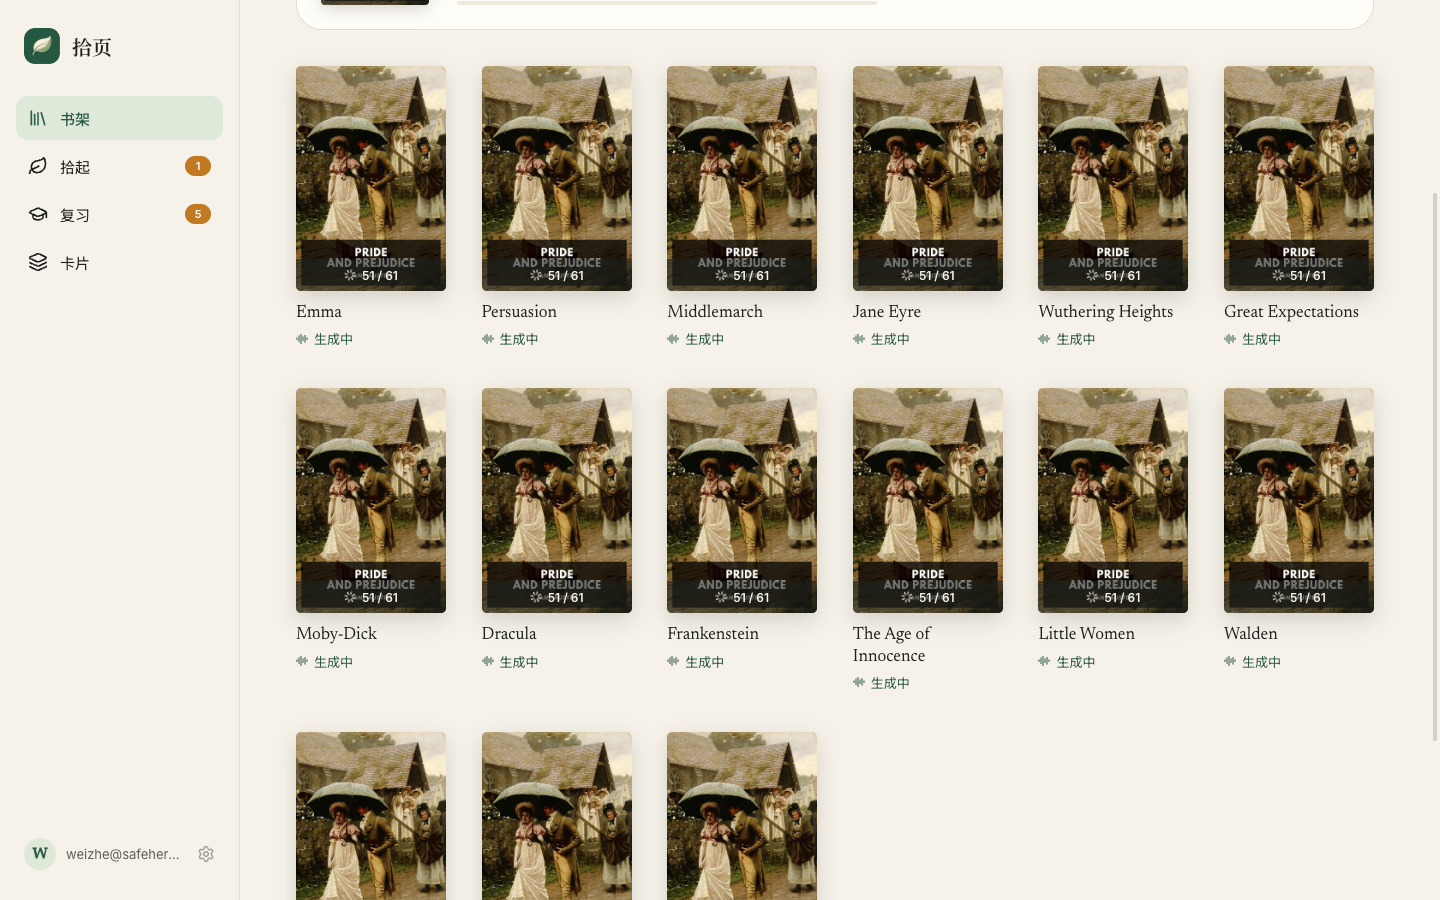 拾页
书架
拾起 1
复习 5
卡片
PRIDE
AND PREJUDICE
51 / 61
PRIDE
AND PREJUDICE
51 / 61
PRIDE
AND PREJUDICE
51 / 61
PRIDE
AND PREJUDICE
51 / 61
PRIDE
AND PREJUDICE
51 / 61
PRIDE
AND PREJUDICE
51 / 61
Emma
Persuasion
Middlemarch
Jane Eyre
Wuthering Heights
Great Expectations
生成中
生成中
生成中
生成中
生成中
生成中
PRIDE
AND PREJUDICE
51 / 61
PRIDE
AND PREJUDICE
51 / 61
PRIDE
AND PREJUDICE
51 / 61
PRIDE
AND PREJUDICE
51 / 61
PRIDE
AND PREJUDICE
51 / 61
PRIDE
AND PREJUDICE
51 / 61
Moby-Dick
Dracula
Frankenstein
The Age of
Innocence
Little Women
Walden
生成中
生成中
生成中
生成中
生成中
生成中
W weizhe@safeher...